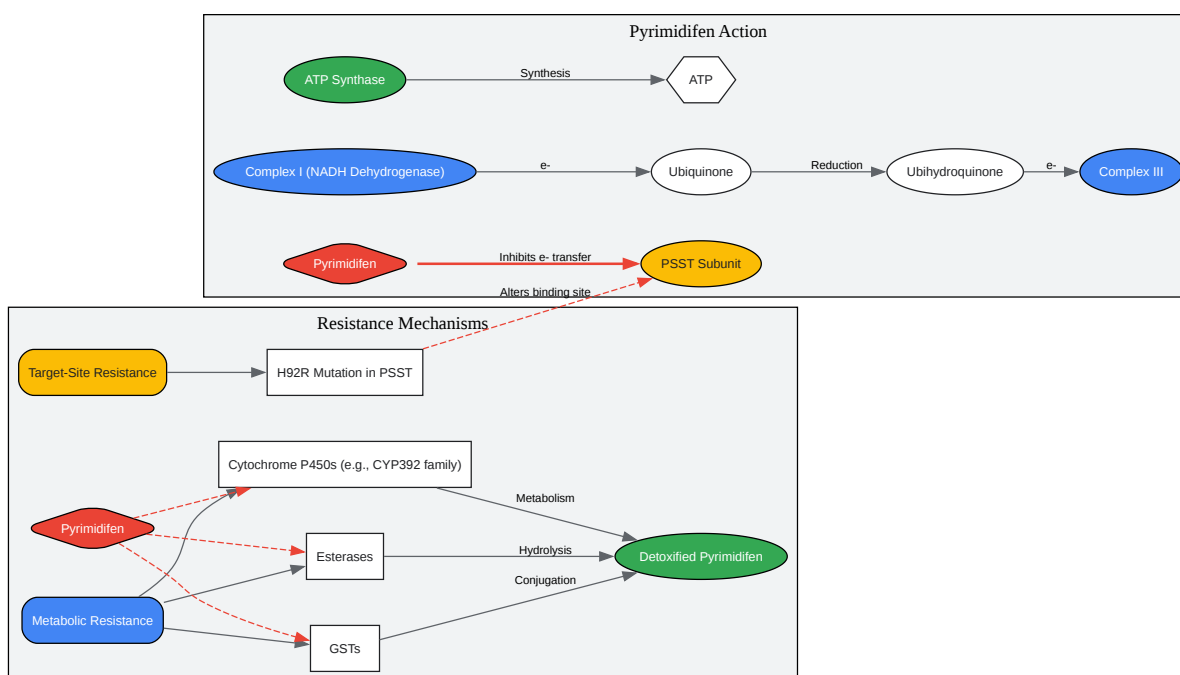 Pyrimidifen Action
ATP Synthase
Synthesis
ATP
Complex I (NADH Dehydrogenase)
e-
Ubiquinone
Reduction
Ubihydroquinone
e-
Complex III
Pyrimidifen
Inhibits e- transfer
PSST Subunit
Alters binding site
Resistance Mechanisms
Target-Site Resistance
H92R Mutation in PSST
Cytochrome P450s (e.g., CYP392 family)
Metabolism
Pyrimidifen
Esterases
Hydrolysis
Detoxified Pyrimidifen
Conjugation
Metabolic Resistance
GSTs